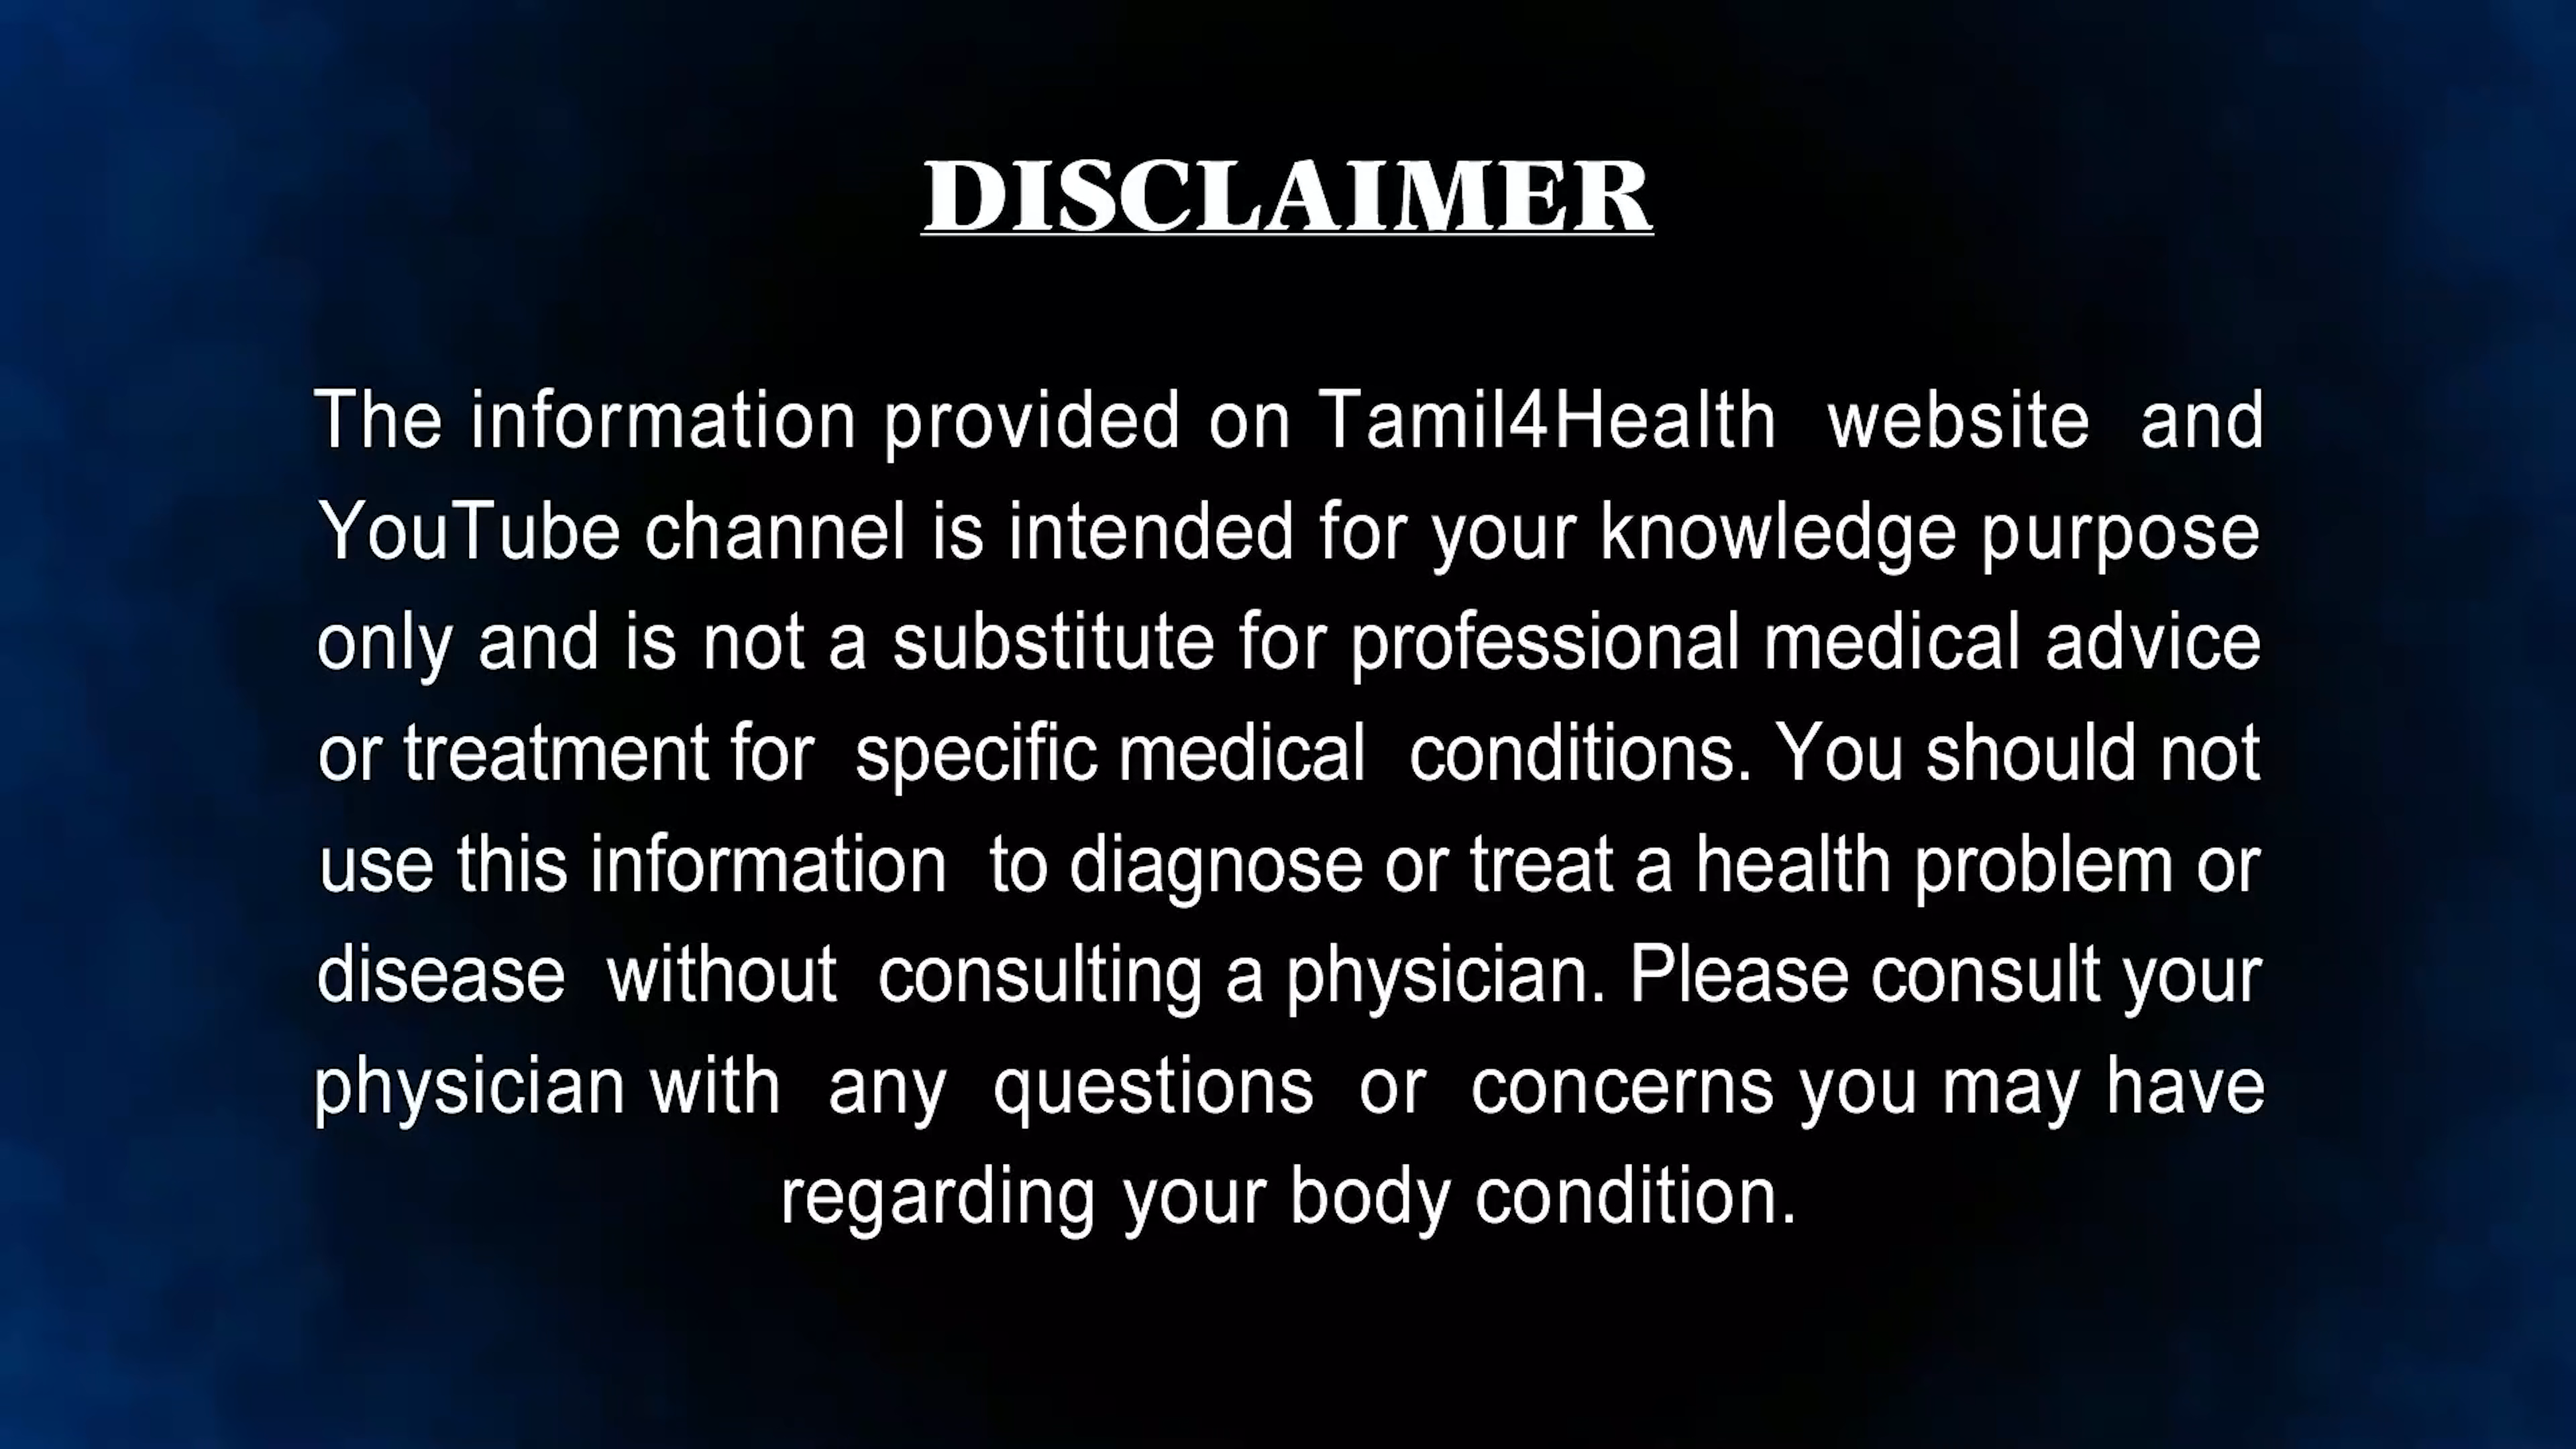 DISCLAIMER
The information provided on Tamil4Health website and
YouTube channel is intended for your knowledge purpose
only and is not a substitute for professional medical advice
or treatment for specific medical conditions. You should not
use this information to diagnose or treat a health problem or
disease without consulting a physician. Please consult your
physician with any questions or concerns you may have
regarding your body condition.